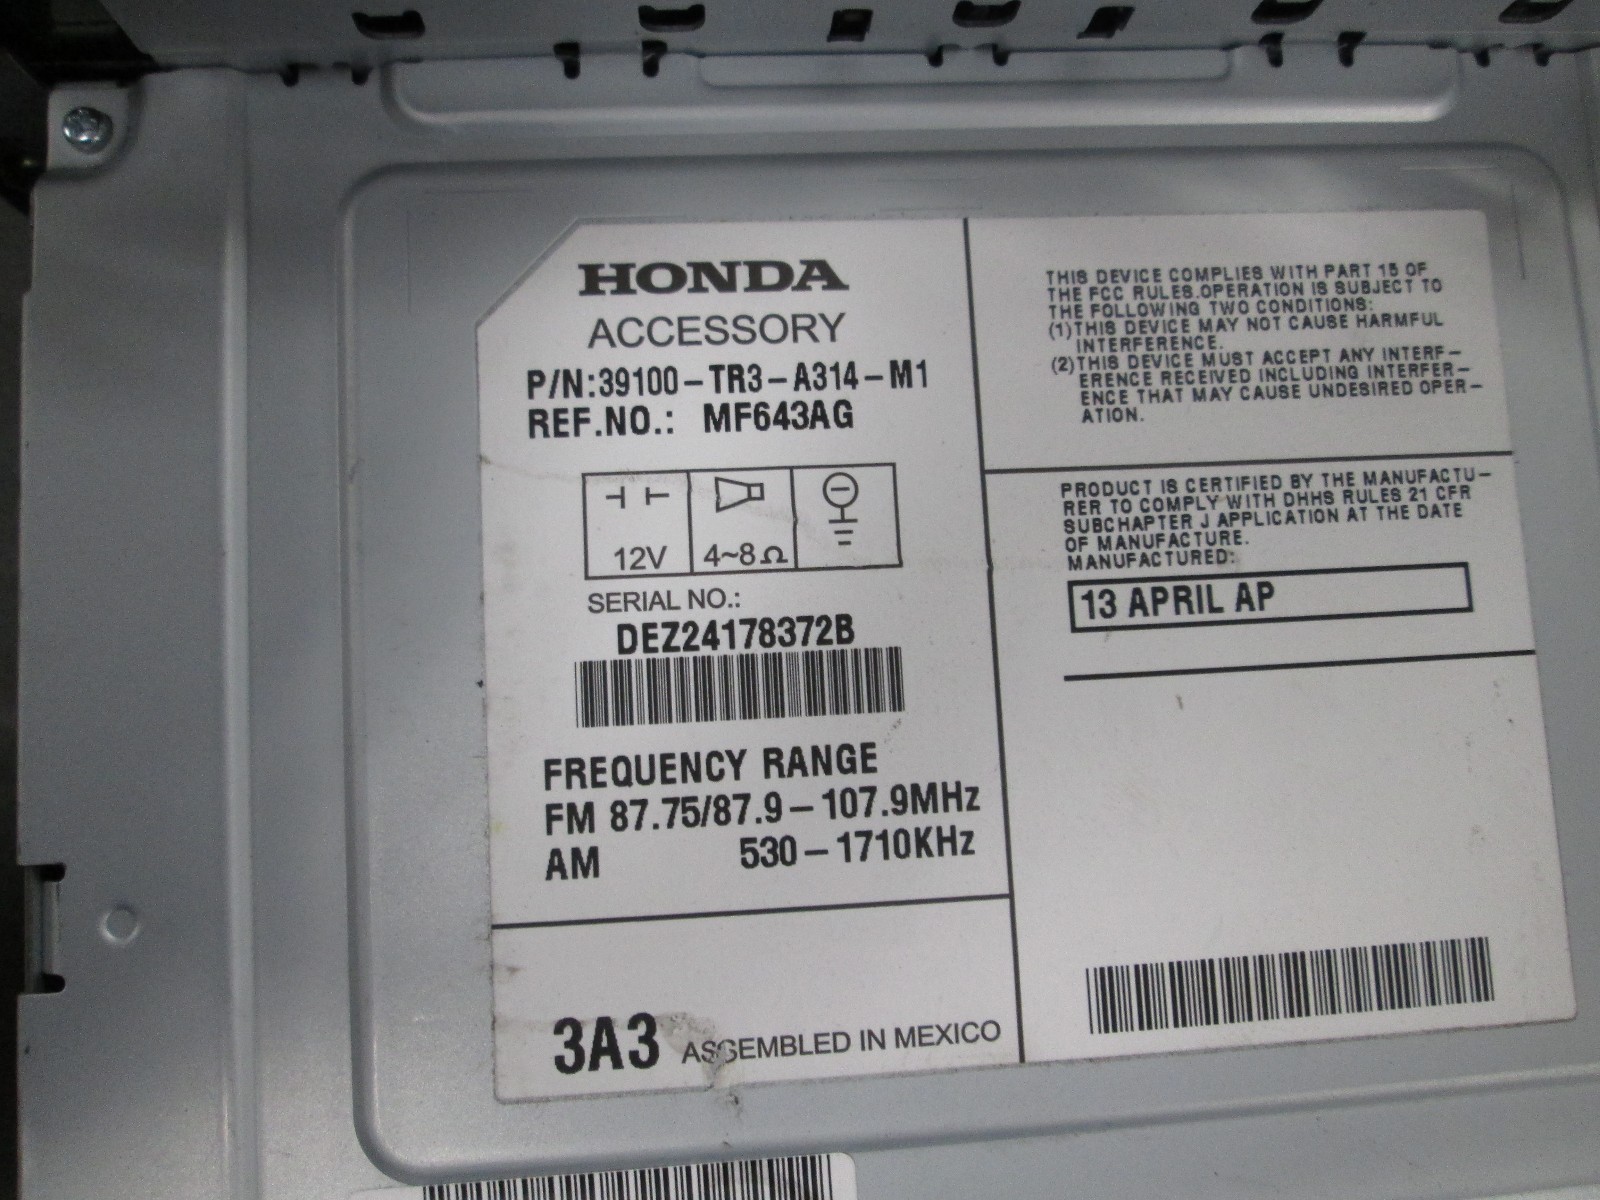 HONDA
ACCESSORY
P/N:39100-TR3-A314-M1
REF.NO.: MF643AG
12V
4~8Ω
SERIAL NO.:
DEZ24178372B
FREQUENCY RANGE
FM 87.75/87.9-107.9MHz
AM 530-1710KHz
3A3 ASSEMBLED IN MEXICO
THIS DEVICE COMPLIES WITH PART 15 OF
THE FCC RULES.OPERATION IS SUBJECT TO
THE FOLLOWING TWO CONDITIONS:
(1)THIS DEVICE MAY NOT CAUSE HARMFUL
INTERFERENCE.
(2)THIS DEVICE MUST ACCEPT ANY INTERF-
ERENCE RECEIVED INCLUDING INTERFER-
ENCE THAT MAY CAUSE UNDESIRED OPER-
ATION.
PRODUCT IS CERTIFIED BY THE MANUFACTU-
RER TO COMPLY WITH DHHS RULES 21 CFR
SUBCHAPTER J APPLICATION AT THE DATE
OF MANUFACTURE.
MANUFACTURED:
13 APRIL AP